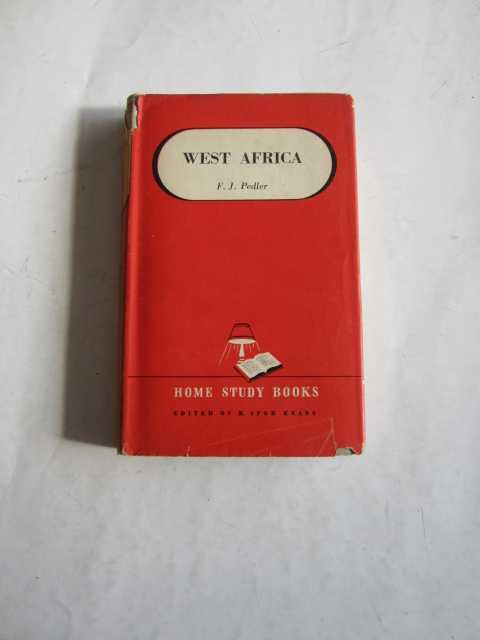 WEST AFRICA
F. J. Pedler
HOME STUDY BOOKS
EDITED BY B IFOR EVANS